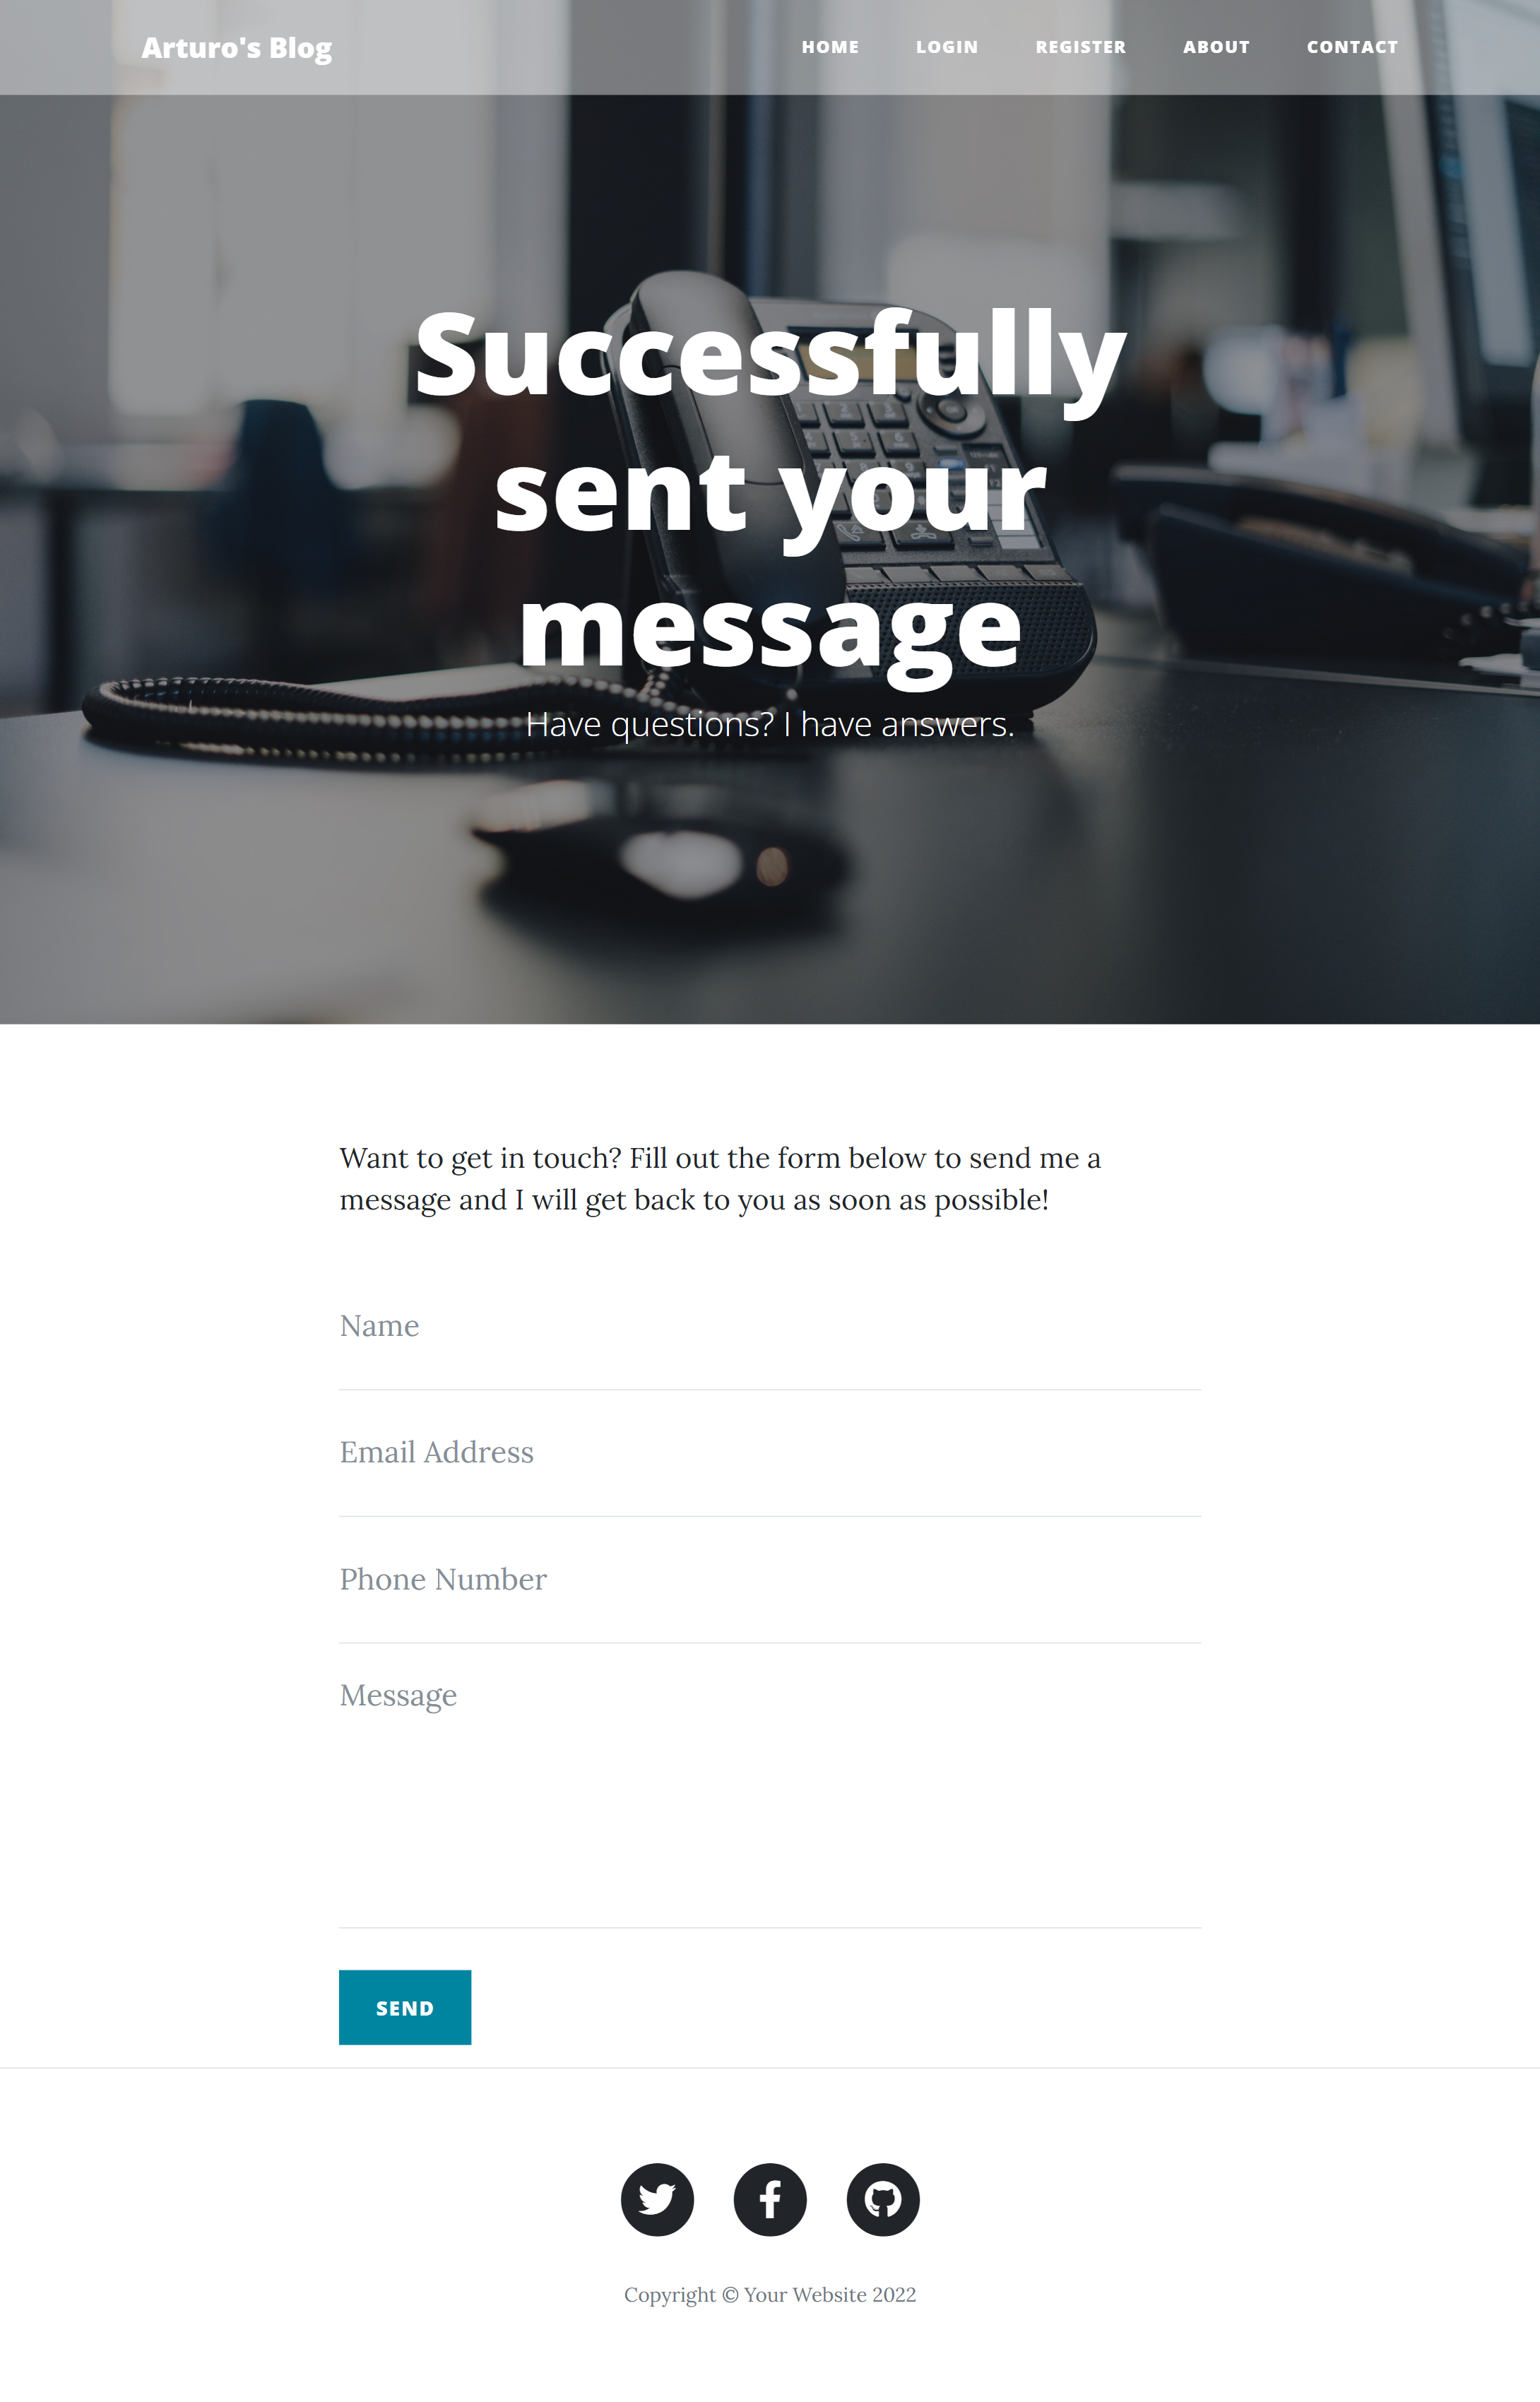 Arturo's Blog
HOME LOGIN REGISTER ABOUT CONTACT
Successfully
sent your
message
Have questions? I have answers.
Want to get in touch? Fill out the form below to send me a
message and I will get back to you as soon as possible!
Name
Email Address
Phone Number
Message
SEND
Copyright © Your Website 2022